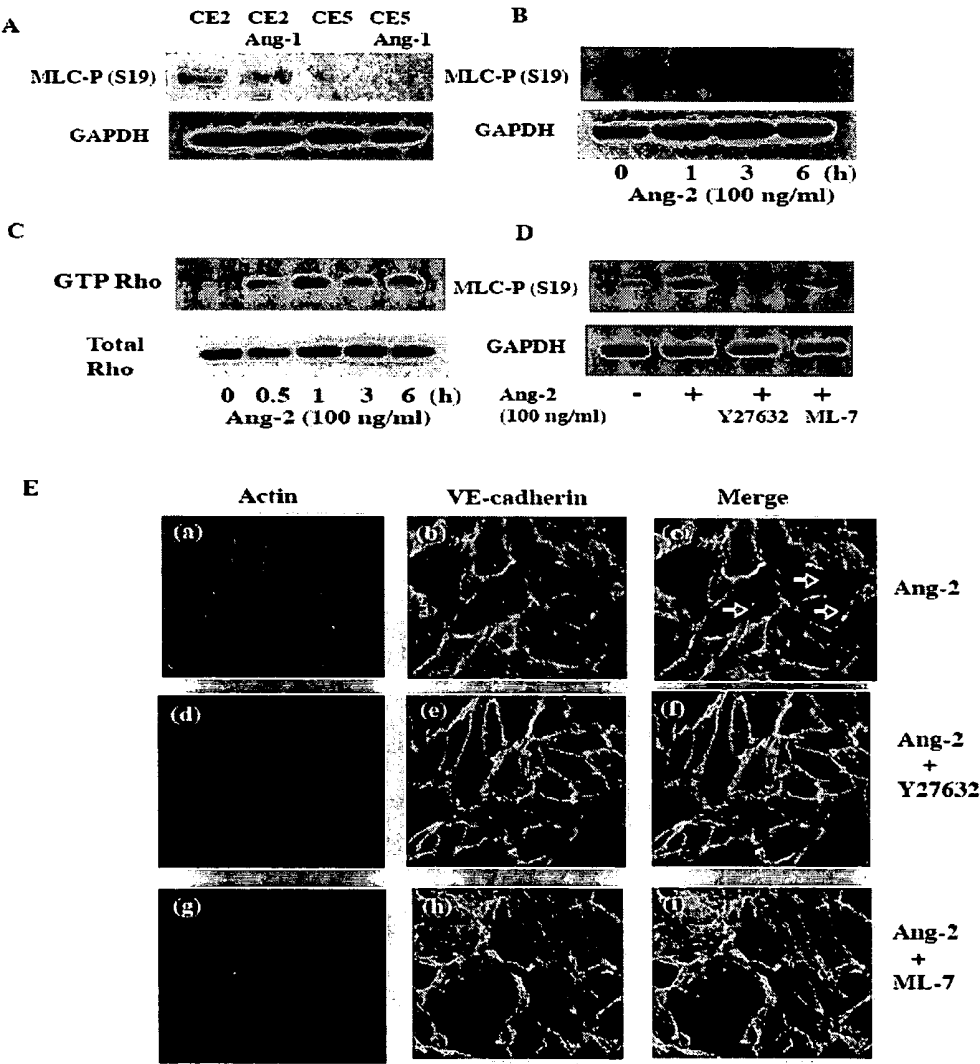 A
CE2 CE2 CE5 CE5
Ang-1 Ang-1
MLC-P (S19)
GAPDH
B
MLC-P (S19)
GAPDH
0 1 3 6 (h)
Ang-2 (100 ng/ml)
C
GTP Rho
Total
Rho
0 0.5 1 3 6 (h)
Ang-2 (100 ng/ml)
D
MLC-P (S19)
GAPDH
Ang-2 - + + +
(100 ng/ml) Y27632 ML-7
E
Actin VE-cadherin Merge
(a) (b) (c)
Ang-2
(d) (e) (f)
Ang-2
+
Y27632
(g) (h) (i)
Ang-2
+
ML-7